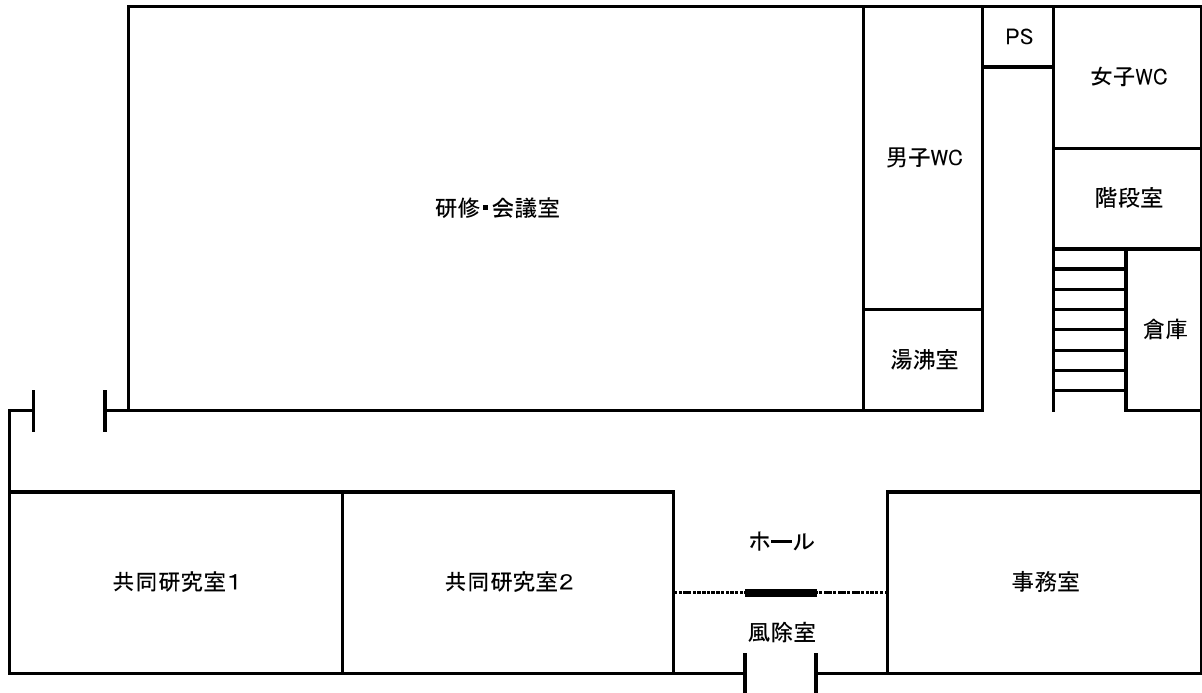 PS
女子WC
男子WC
階段室
研修・会議室
倉庫
湯沸室
ホール
共同研究室1
共同研究室2
事務室
風除室